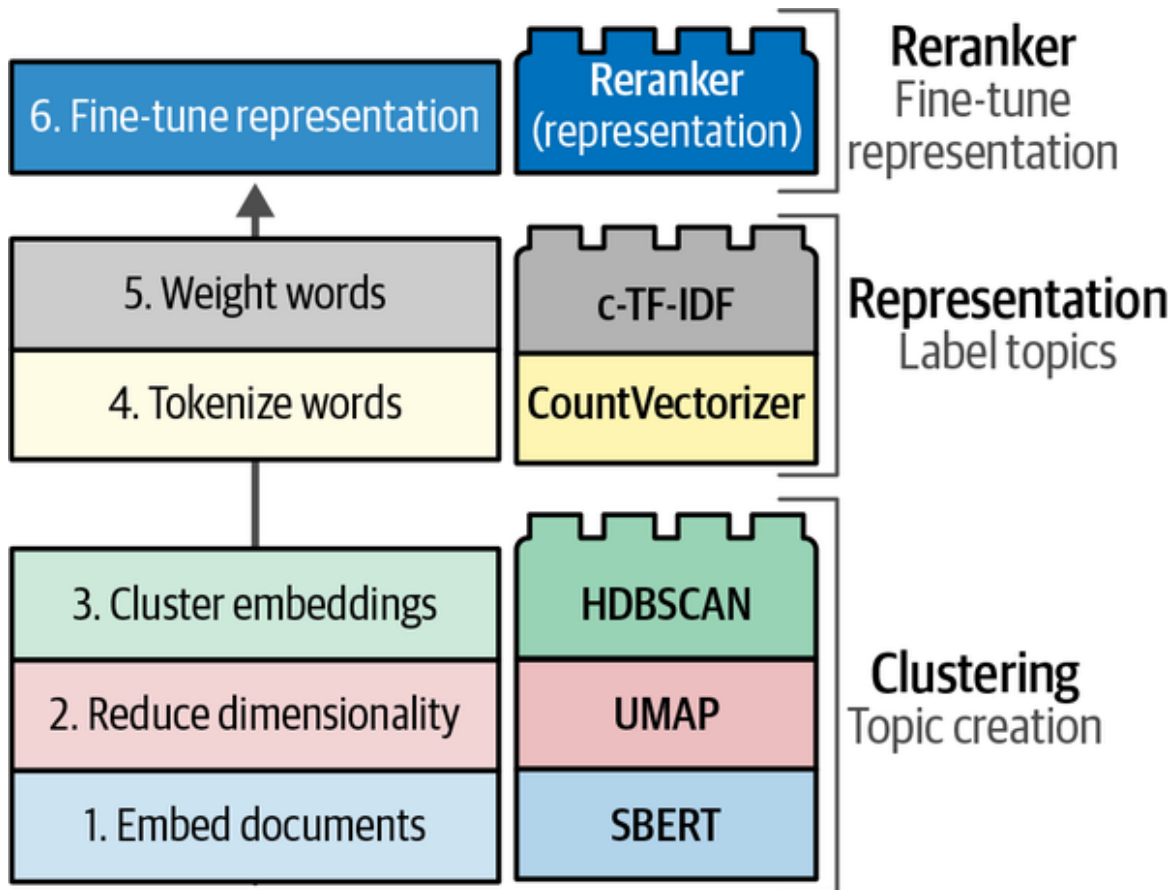 6. Fine-tune representation
Reranker
(representation)
Reranker
Fine-tune
representation
5. Weight words
c-TF-IDF
4. Tokenize words
CountVectorizer
Representation
Label topics
3. Cluster embeddings
HDBSCAN
2. Reduce dimensionality
UMAP
1. Embed documents
SBERT
Clustering
Topic creation